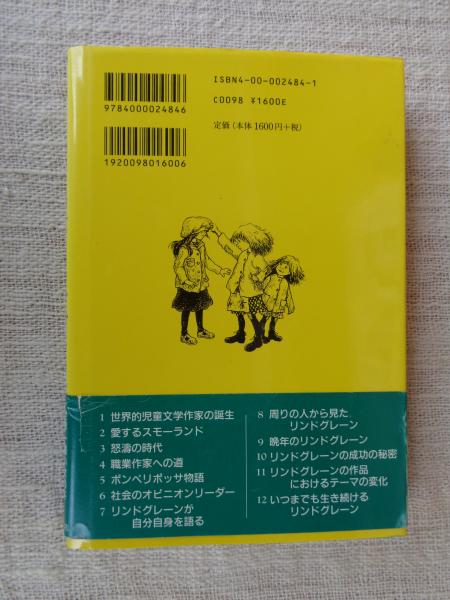 ISBN4-00-002484-1
C0098 ¥1600E
定価(本体1600円+税)
9784000024846
1920098016006
1 世界的児童文学作家の誕生
2 愛するスモーランド
3 怒濤の時代
4 職業作家への道
5 ポンペリポッサ物語
6 社会のオピニオンリーダー
7 リンドグレーンが
自分自身を語る
8 周りの人から見た
リンドグレーン
9 晩年のリンドグレーン
10 リンドグレーンの成功の秘密
11 リンドグレーンの作品
におけるテーマの変化
12 いつまでも生き続ける
リンドグレーン